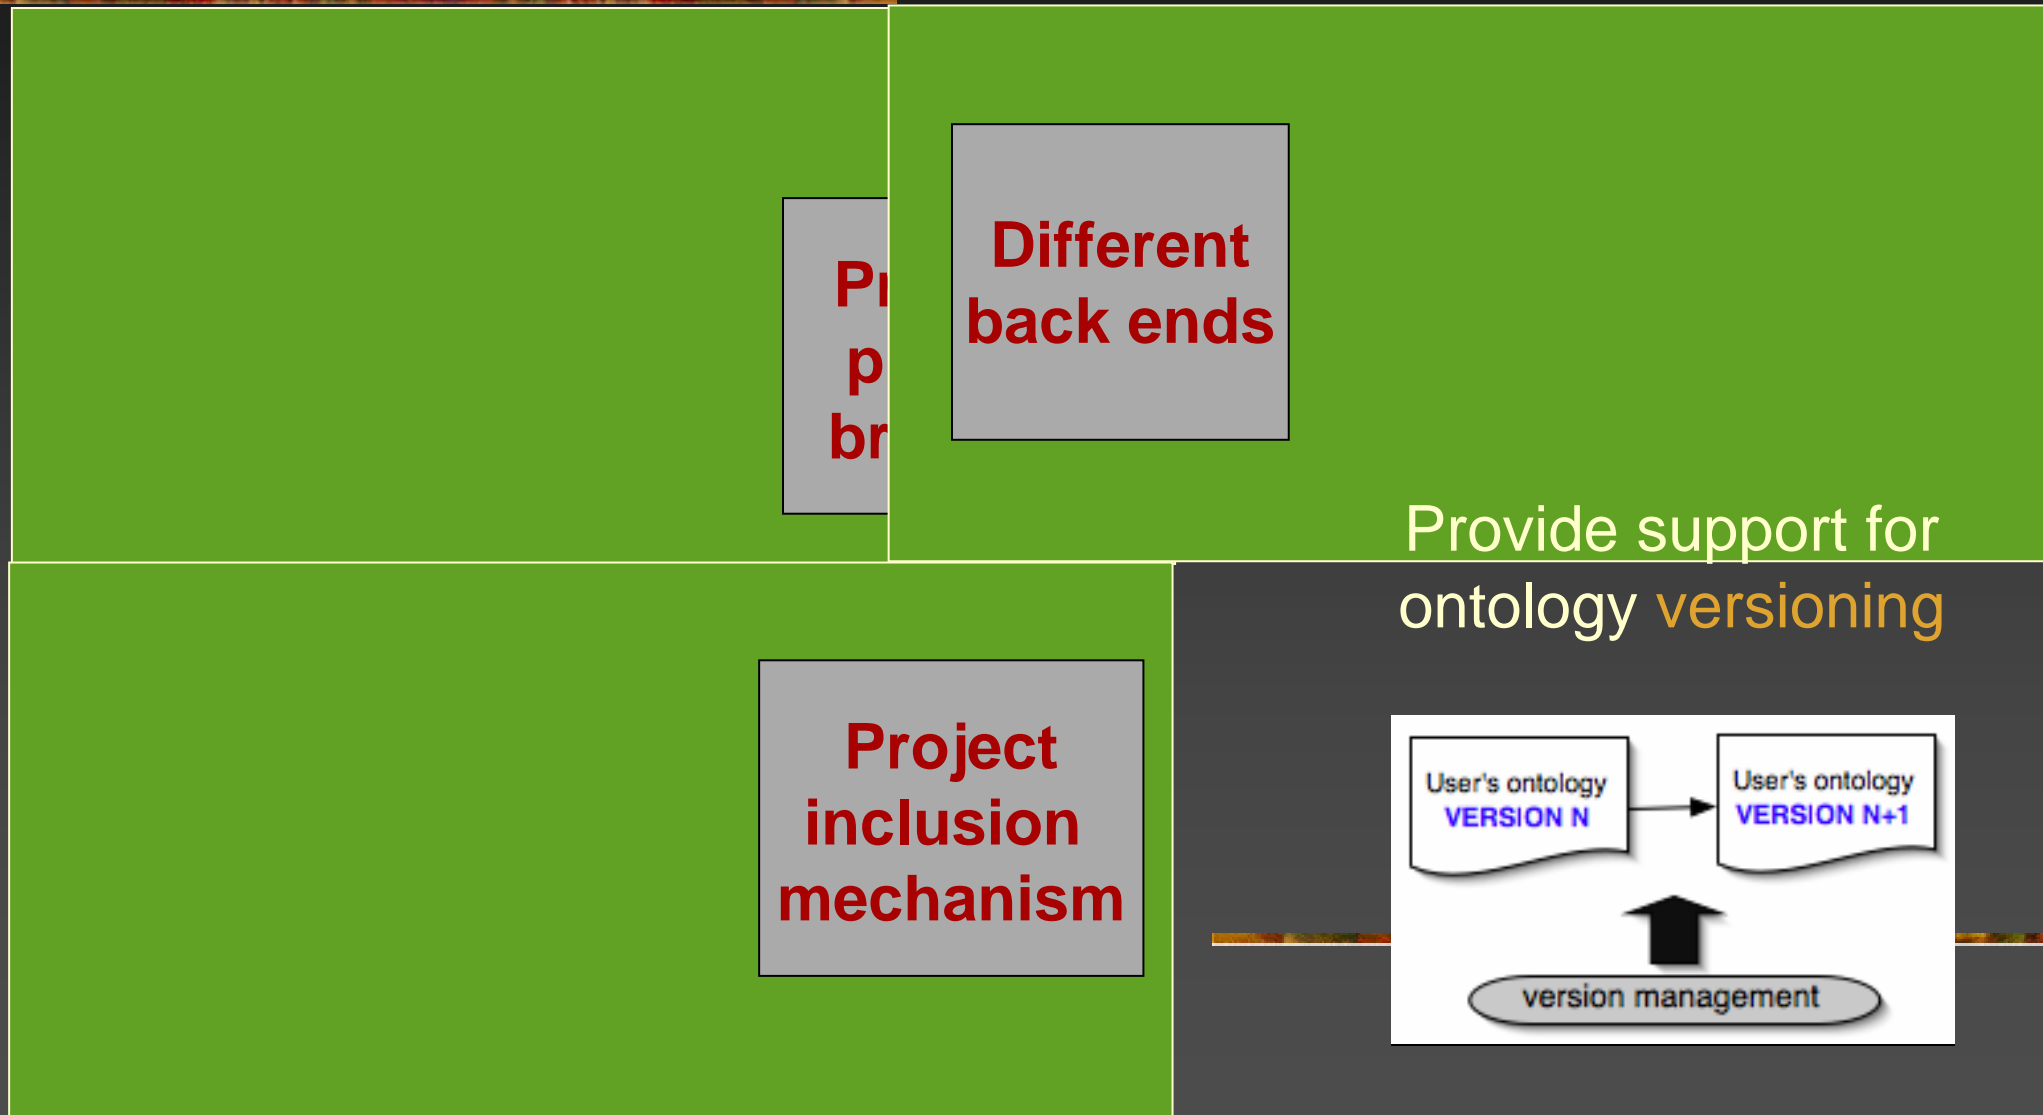 Different
back ends
Provide support for
ontology versioning
Project
inclusion
mechanism
User's ontology
VERSION N
User's ontology
VERSION N+1
version management